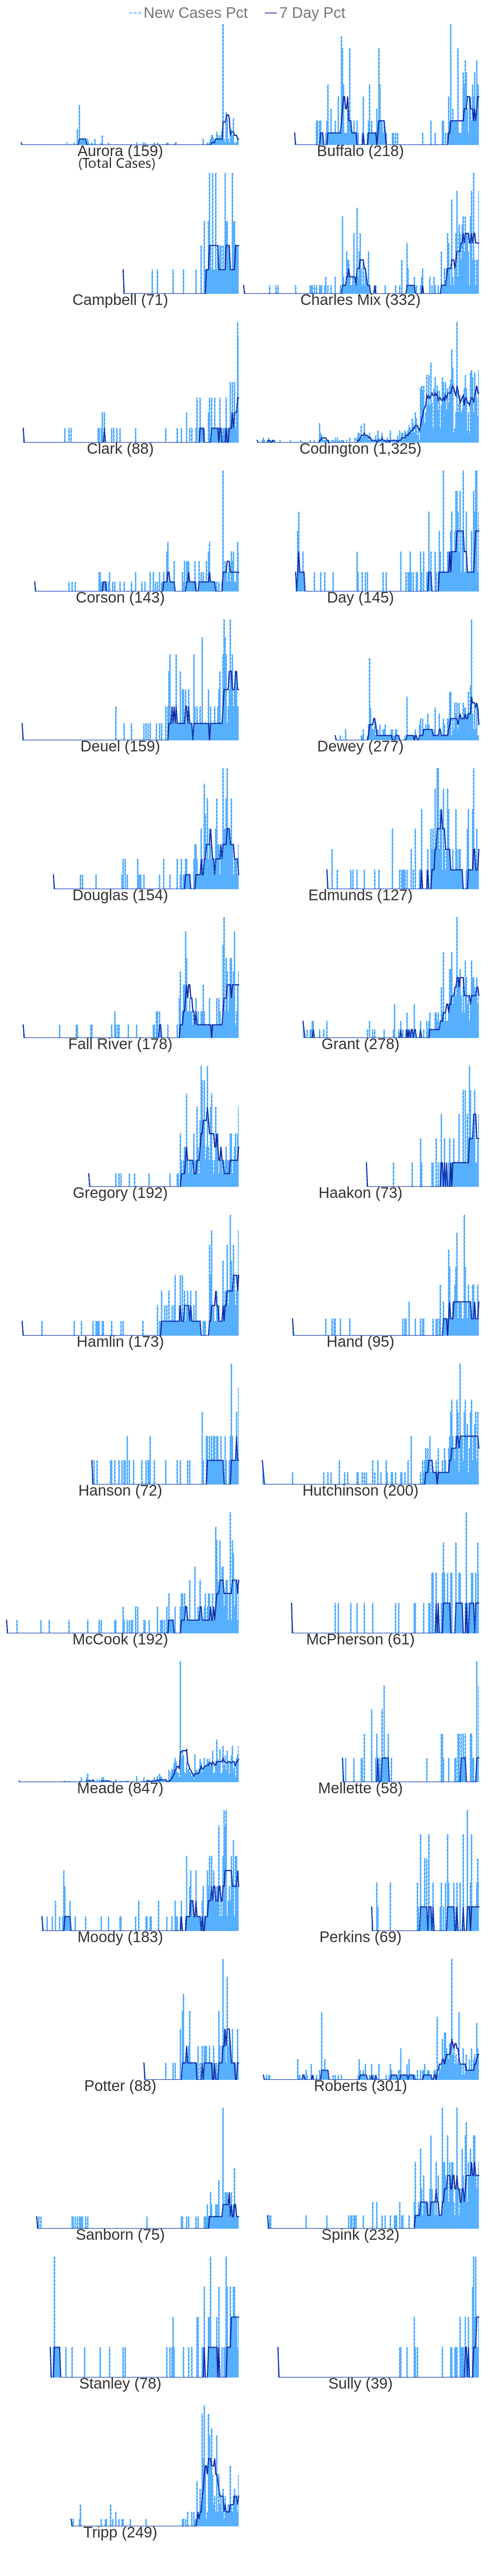 New Cases Pct 7 Day Pct
Aurora (159) Buffalo (218)
(Total Cases)
Campbell (71) Charles Mix (332)
Clark (88) Codington (1,325)
Corson (143) Day (145)
Deuel (159) Dewey (277)
Douglas (154) Edmunds (127)
Fall River (178) Grant (278)
Gregory (192) Haakon (73)
Hamlin (173) Hand (95)
Hanson (72) Hutchinson (200)
McCook (192) McPherson (61)
Meade (847) Mellette (58)
Moody (183) Perkins (69)
Potter (88) Roberts (301)
Sanborn (75) Spink (232)
Stanley (78) Sully (39)
Tripp (249)